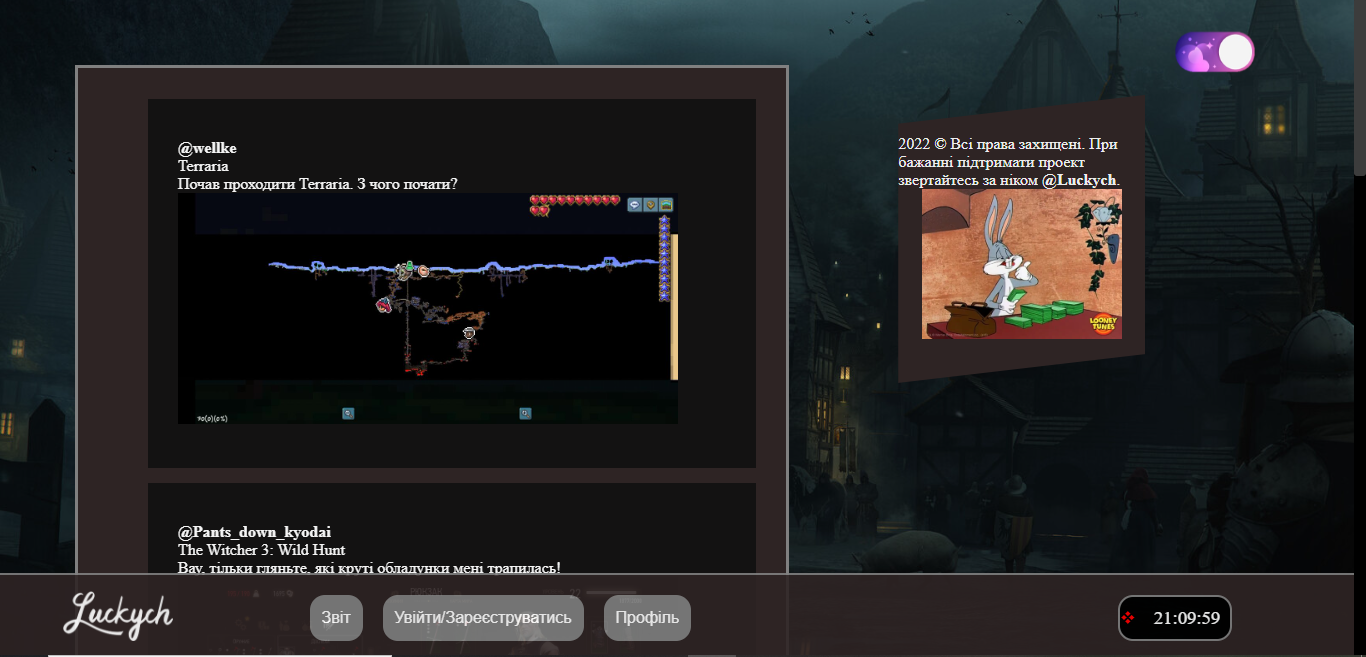 @wellke
Terraria
Почав проходити Terraria. З чого почати?
2022 © Всі права захищені. При
бажанні підтримати проект
звертайтесь за ніком @Luckych.
LOONEY
TUNES
@Pants_down_kyodai
The Witcher 3: Wild Hunt
Вау, тільки гляньте, які круті обладунки мені трапилась!
Luckych
Звіт
Увійти/Зареєструватись
Профіль
21:09:59